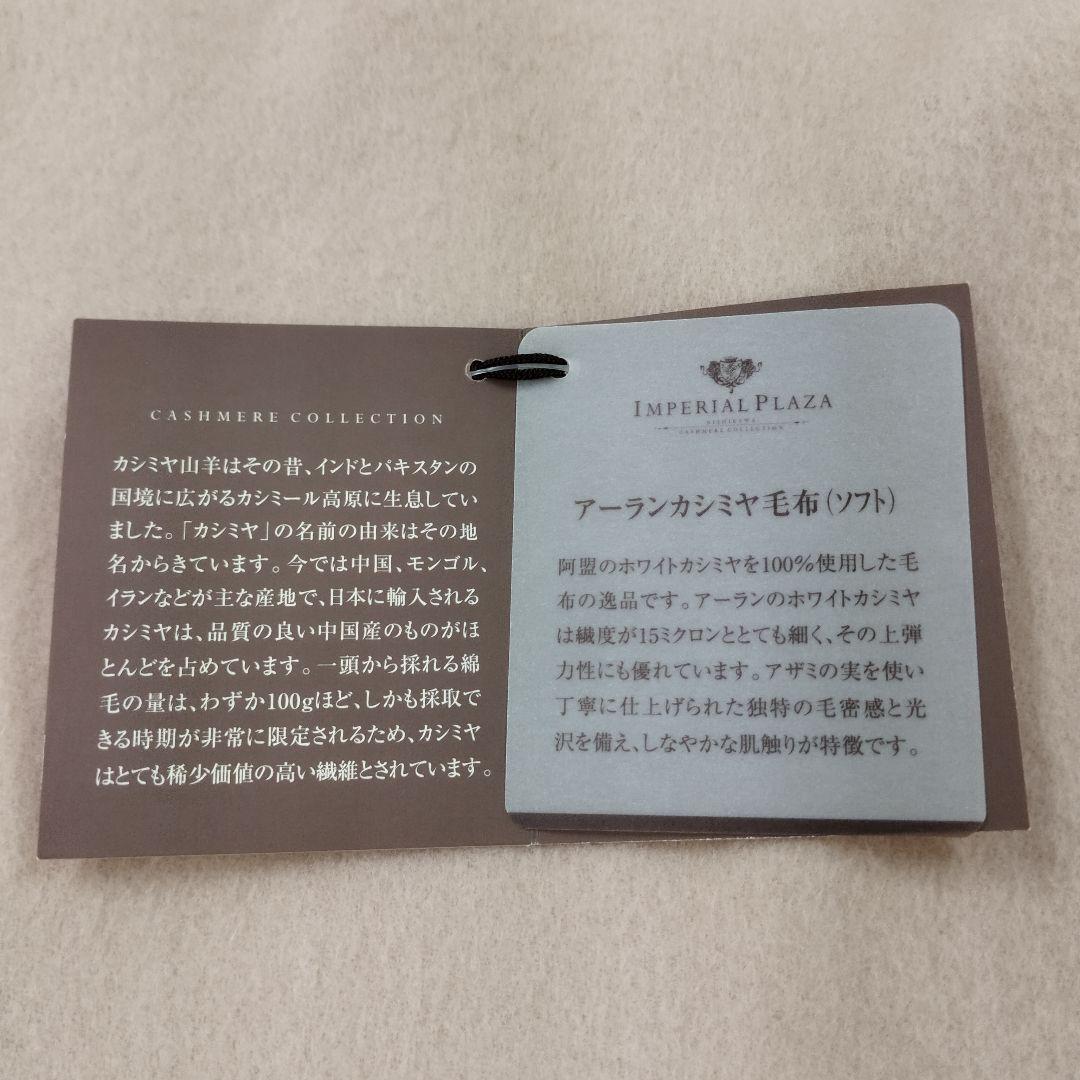 CASHMERE COLLECTION
カシミヤ山羊はその昔、インドとパキスタンの
国境に広がるカシミール高原に生息してい
ました。「カシミヤ」の名前の由来はその地
名からきています。今では中国、モンゴル、
イランなどが主な産地で、日本に輸入される
カシミヤは、品質の良い中国産のものがほ
とんどを占めています。一頭から採れる綿
毛の量は、わずか100gほど、しかも採取で
きる時期が非常に限定されるため、カシミヤ
はとても稀少価値の高い繊維とされています。
IMPERIAL PLAZA
NISHIKAWA
CASHMERE COLLECTION
アーランカシミヤ毛布(ソフト)
阿盟のホワイトカシミヤを100%使用した毛
布の逸品です。アーランのホワイトカシミヤ
は繊度が15ミクロンととても細く、その上弾
力性にも優れています。アザミの実を使い
丁寧に仕上げられた独特の毛密感と光
沢を備え、しなやかな肌触りが特徴です。